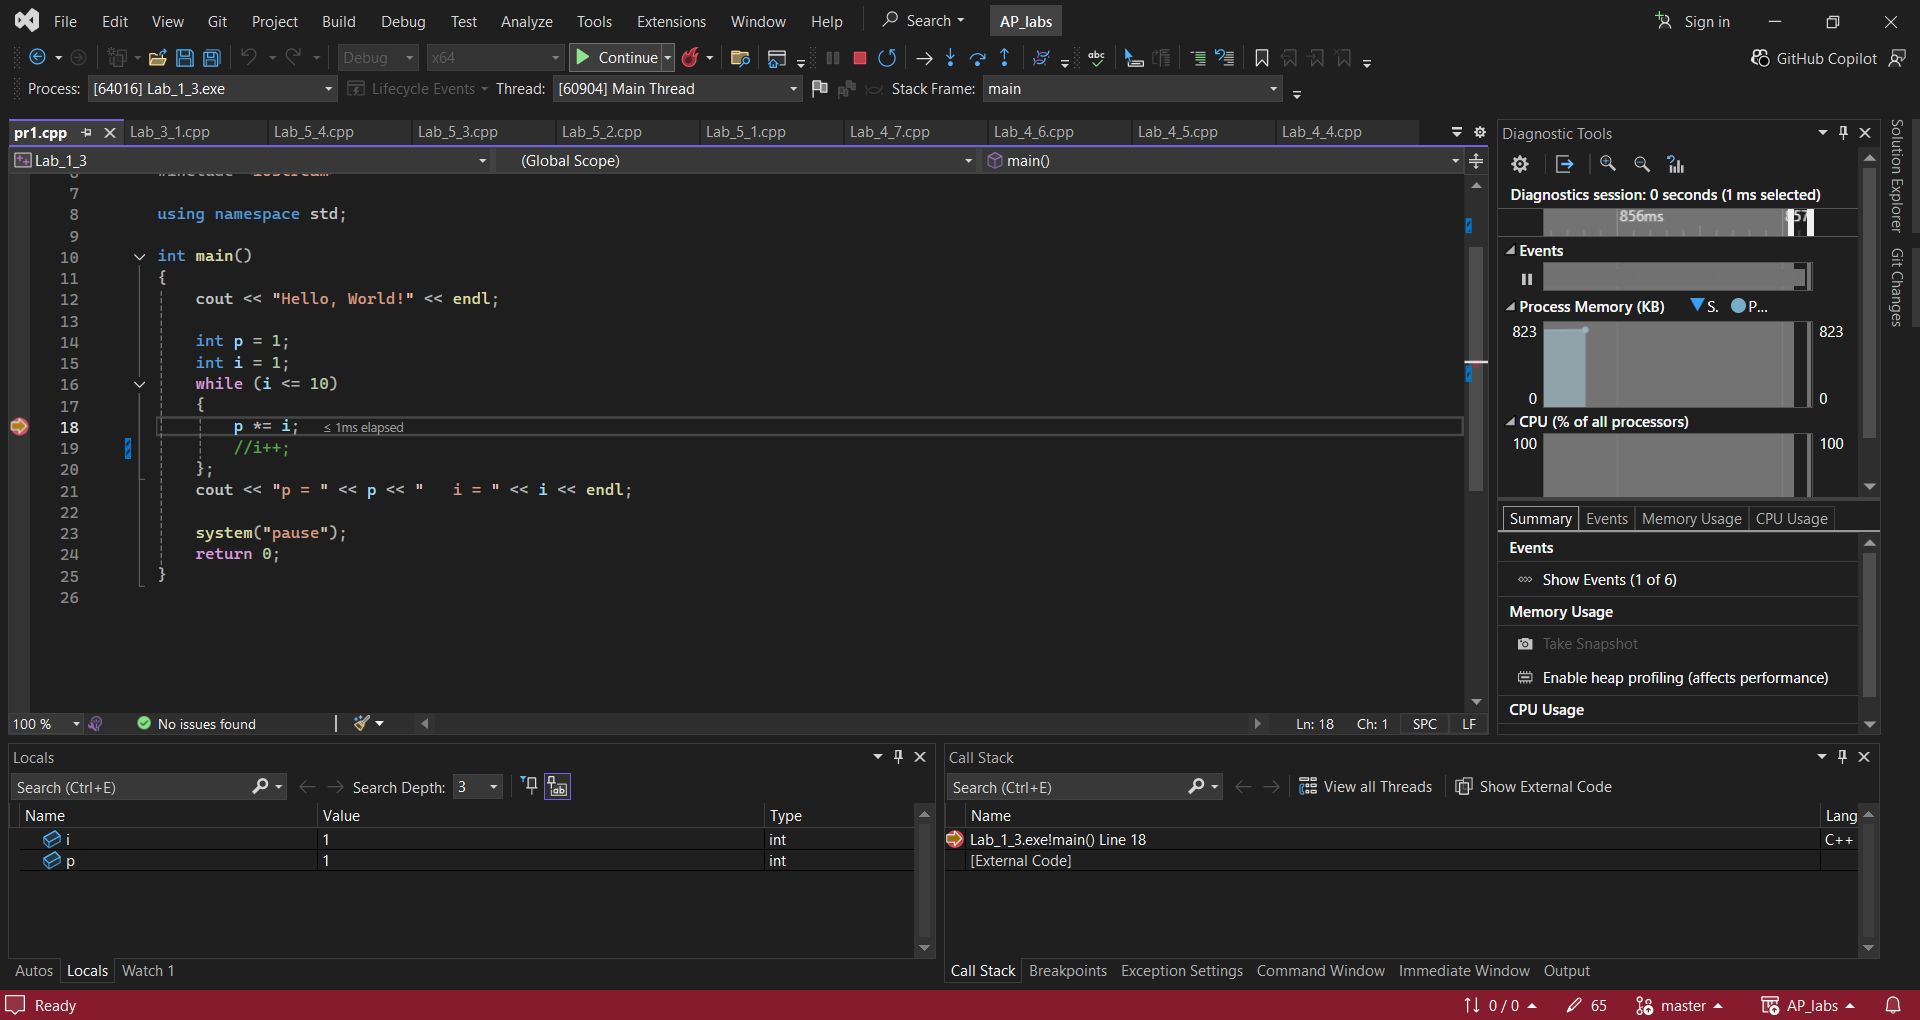 File Edit View Git Project Build Debug Test Analyze Tools Extensions Window Help Search AP_labs Sign in
Debug x64 Continue GitHub Copilot
Process: [64016] Lab_1_3.exe Lifecycle Events Thread: [60904] Main Thread Stack Frame: main
pr1.cpp Lab_3_1.cpp Lab_5_4.cpp Lab_5_3.cpp Lab_5_2.cpp Lab_5_1.cpp Lab_4_7.cpp Lab_4_6.cpp Lab_4_5.cpp Lab_4_4.cpp
Lab_1_3 (Global Scope) main()
7
8 using namespace std;
9
10 int main()
11 {
12 cout << "Hello, World!" << endl;
13
14 int p = 1;
15 int i = 1;
16 while (i <= 10)
17 {
18 p *= i; ≤ 1ms elapsed
19 //i++;
20 };
21 cout << "p = " << p << "   i = " << i << endl;
22
23 system("pause");
24 return 0;
25 }
26
100 % No issues found Ln: 18 Ch: 1 SPC LF
Diagnostic Tools
Diagnostics session: 0 seconds (1 ms selected)
856ms 857
Events
Process Memory (KB) S. P...
823 823
0 0
CPU (% of all processors)
100 100
Summary Events Memory Usage CPU Usage
Events
Show Events (1 of 6)
Memory Usage
Take Snapshot
Enable heap profiling (affects performance)
CPU Usage
Solution Explorer
Git Changes
Locals
Search (Ctrl+E) Search Depth: 3
Name Value Type
i 1 int
p 1 int
Autos Locals Watch 1
Call Stack
Search (Ctrl+E) View all Threads Show External Code
Name Lang
Lab_1_3.exe!main() Line 18 C++
[External Code]
Call Stack Breakpoints Exception Settings Command Window Immediate Window Output
Ready 0 / 0 65 master AP_labs